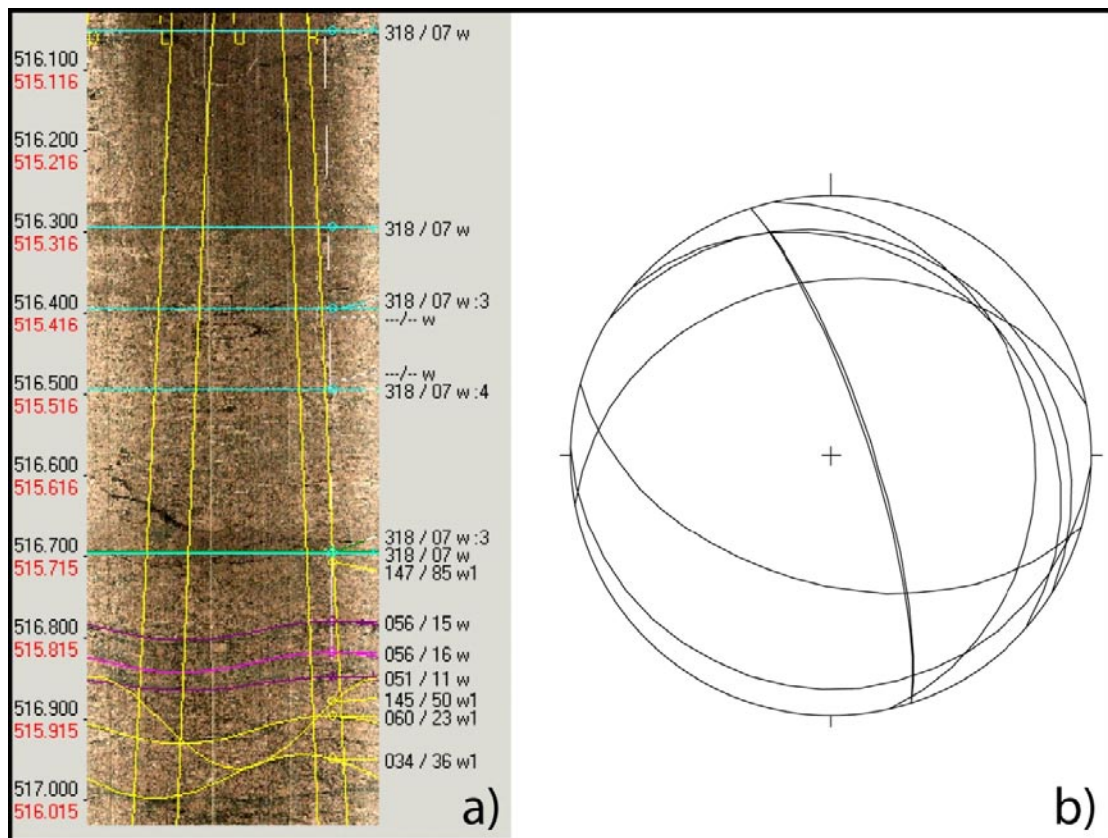 318 / 07 w
516.100
515.116
516.200
515.216
516.300
515.316
318 / 07 w
516.400
515.416
318 / 07 w :3
---/-- w
---/-- w
516.500
515.516
318 / 07 w :4
516.600
515.616
516.700
515.715
318 / 07 w :3
318 / 07 w
147 / 85 w1
516.800
515.815
056 / 15 w
056 / 16 w
051 / 11 w
516.900
515.915
145 / 50 w1
060 / 23 w1
034 / 36 w1
517.000
516.015
a)
b)